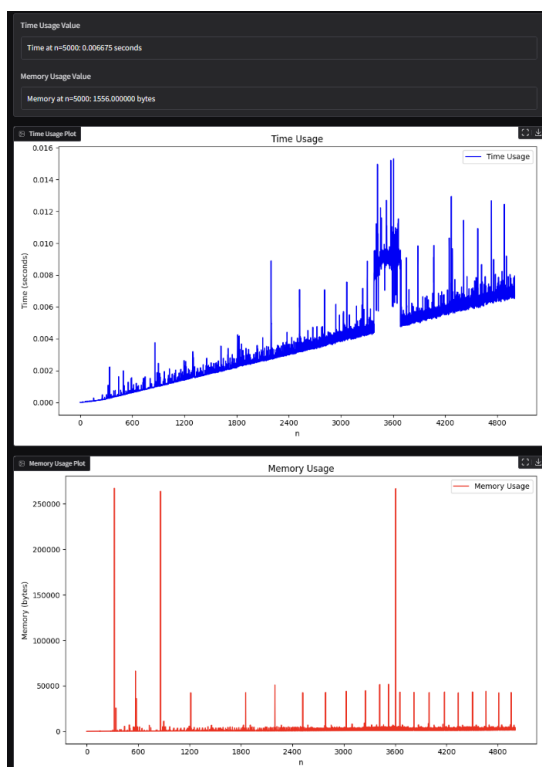 Time Usage Value
Time at n=5000: 0.006675 seconds
Memory Usage Value
Memory at n=5000: 1556.000000 bytes
Time Usage Plot
Time Usage
Time Usage
0.016
0.014
0.012
0.010
0.008
0.006
0.004
0.002
0.000
Time (seconds)
0 600 1200 1800 2400 3000 3600 4200 4800
n
Memory Usage Plot
Memory Usage
Memory Usage
250000
200000
150000
100000
50000
0
Memory (bytes)
0 600 1200 1800 2400 3000 3600 4200 4800
n